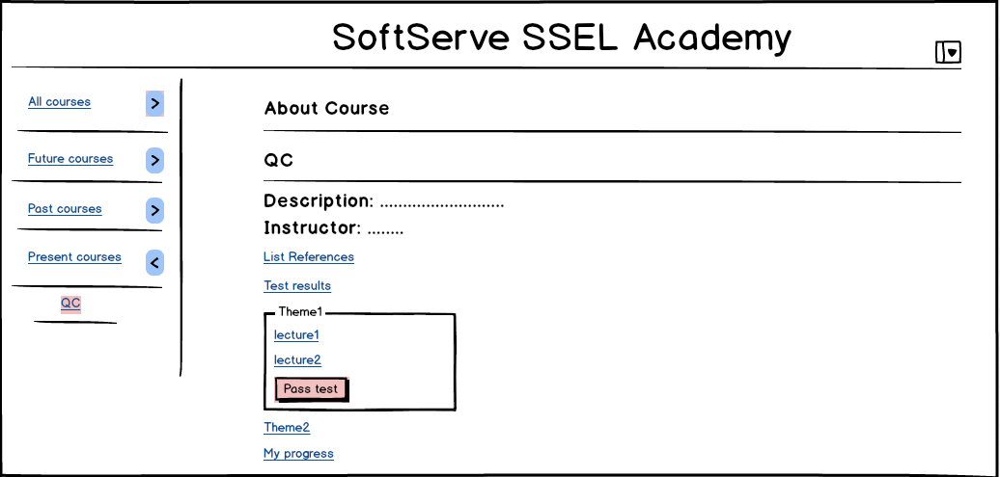 SoftServe SSEL Academy
All courses
Future courses
Past courses
Present courses
QC
About Course
QC
Description: ...........................
Instructor: ........
List References
Test results
Theme1
lecture1
lecture2
Pass test
Theme2
My progress